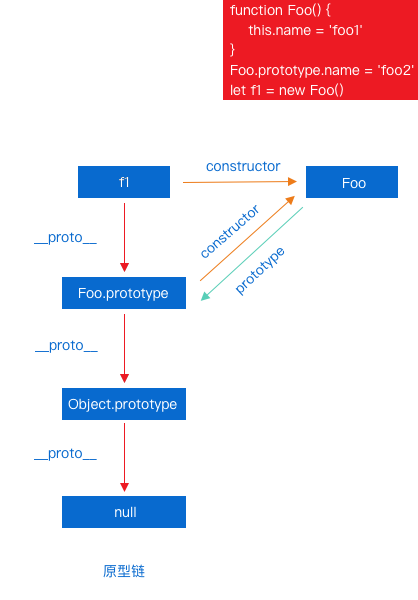 function Foo() {
    this.name = 'foo1'
}
Foo.prototype.name = 'foo2'
let f1 = new Foo()
f1
constructor
Foo
__proto__
constructor
prototype
Foo.prototype
__proto__
Object.prototype
__proto__
null
原型链